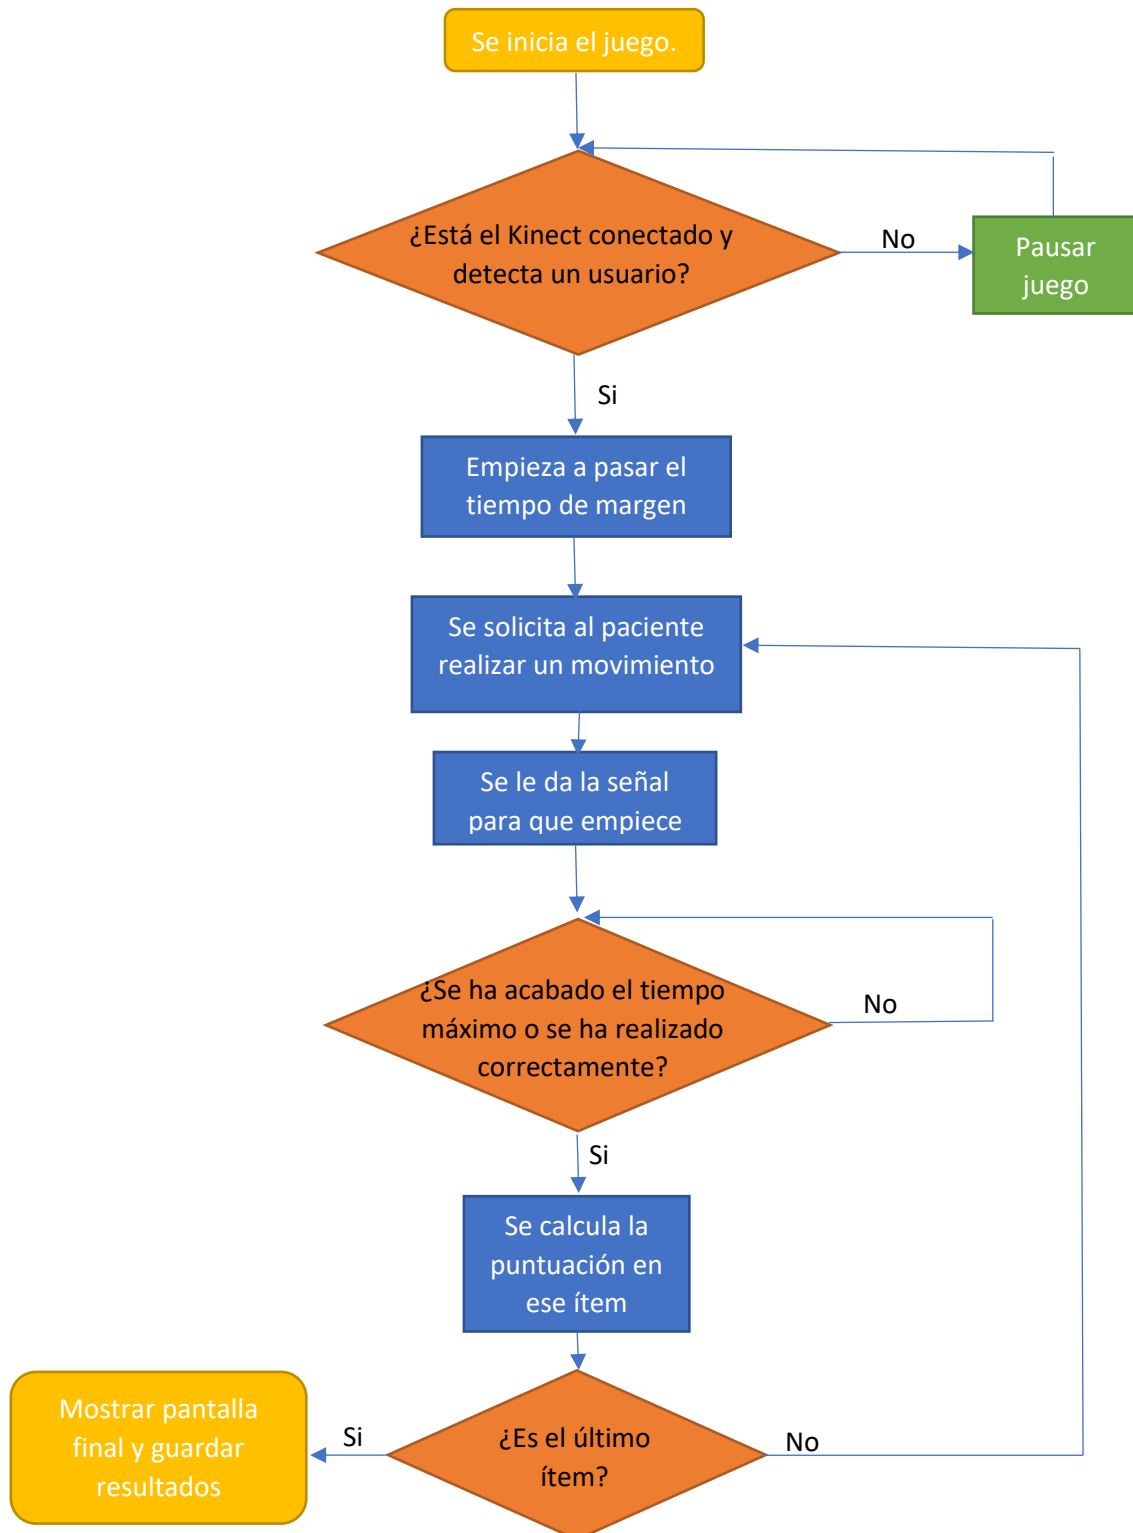 Se inicia el juego.
¿Está el Kinect conectado y
detecta un usuario?
No
Pausar
juego
Si
Empieza a pasar el
tiempo de margen
Se solicita al paciente
realizar un movimiento
Se le da la señal
para que empiece
¿Se ha acabado el tiempo
máximo o se ha realizado
correctamente?
No
Si
Se calcula la
puntuación en
ese ítem
¿Es el último
ítem?
No
Si
Mostrar pantalla
final y guardar
resultados